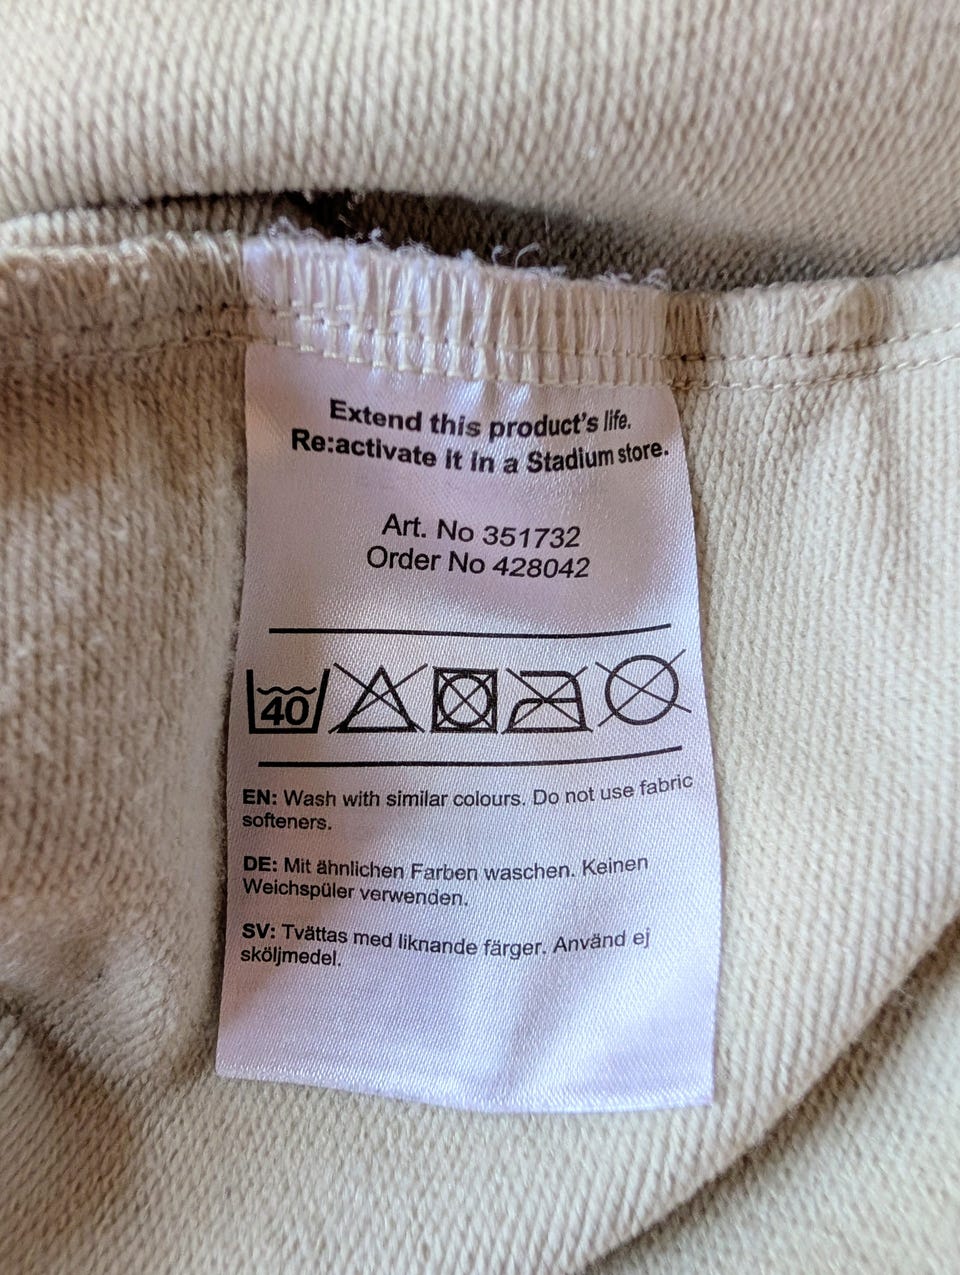 Extend this product's life.
Re:activate it in a Stadium store.
Art. No 351732
Order No 428042
40
EN: Wash with similar colours. Do not use fabric
softeners.
DE: Mit ähnlichen Farben waschen. Keinen
Weichspüler verwenden.
SV: Tvättas med liknande färger. Använd ej
sköljmedel.